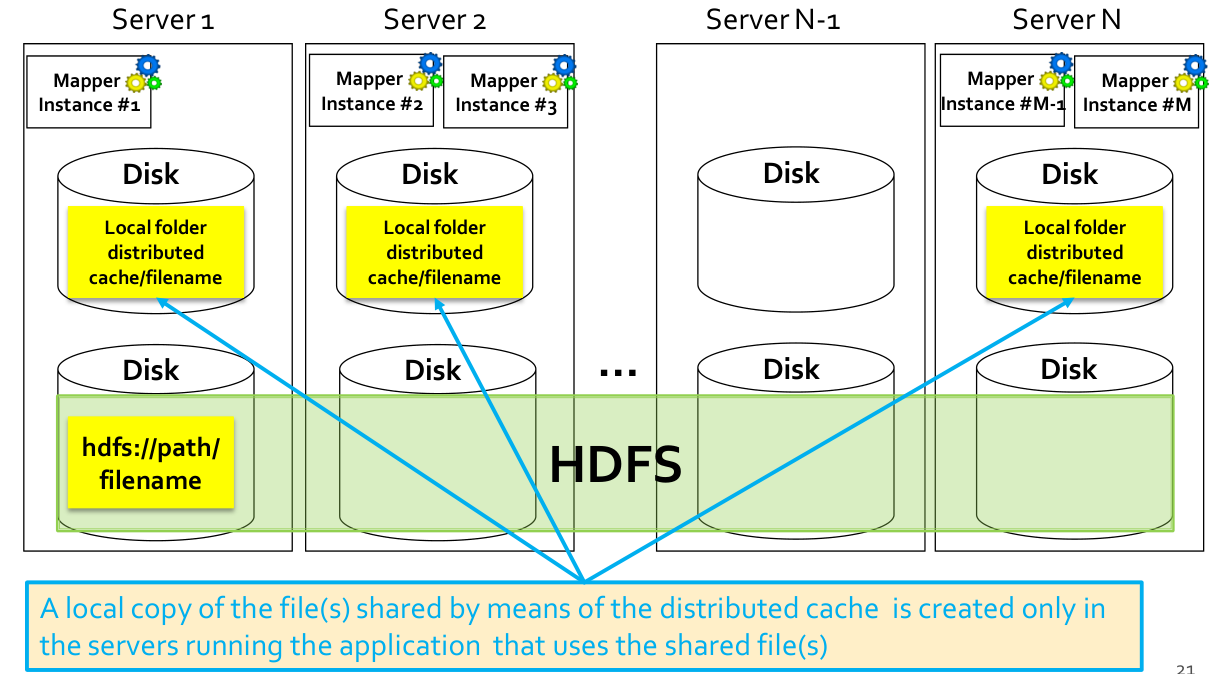 Server 1
Server 2
Server N-1
Server N
Mapper
Instance #1
Mapper
Instance #2
Mapper
Instance #3
Mapper
Instance #M-1
Mapper
Instance #M
Disk
Disk
Disk
Disk
Local folder
distributed
cache/filename
Local folder
distributed
cache/filename
Local folder
distributed
cache/filename
...
Disk
Disk
Disk
Disk
hdfs://path/
filename
HDFS
A local copy of the file(s) shared by means of the distributed cache is created only in
the servers running the application that uses the shared file(s)
21